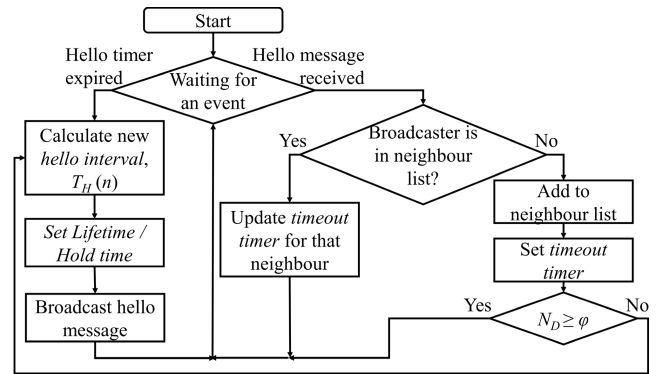 Start
Hello timer
expired
Hello message
received
Waiting for
an event
Calculate new
hello interval,
T_H (n)
Set Lifetime /
Hold time
Broadcast hello
message
Yes
Broadcaster is
in neighbour
list?
No
Update timeout
timer for that
neighbour
Add to
neighbour list
Set timeout
timer
Yes
N_D ≥ φ
No